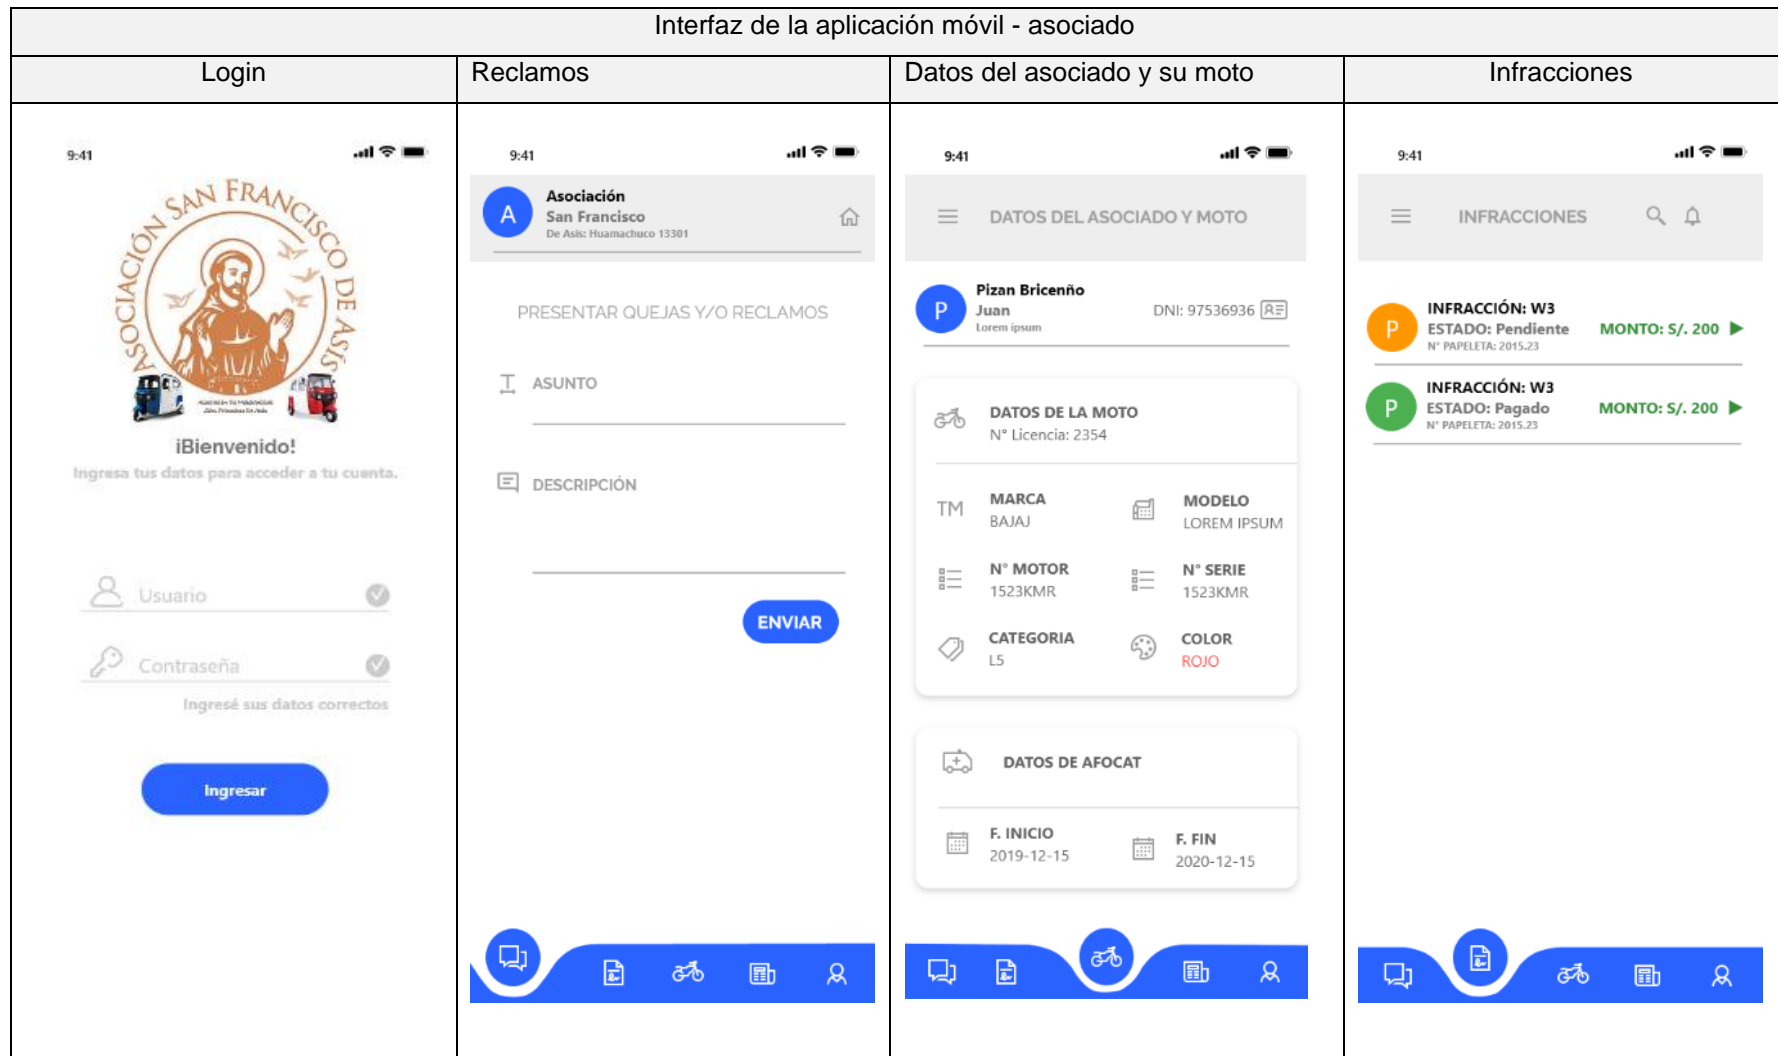 Interfaz de la aplicación móvil - asociado
Login
Reclamos
Datos del asociado y su moto
Infracciones
9:41
ASOCIACIÓN SAN FRANCISCO DE ASÍS
¡Bienvenido!
Ingresa tus datos para acceder a tu cuenta.
Usuario
Contraseña
Ingresé sus datos correctos
Ingresar
9:41
A
Asociación
San Francisco
De Asis: Huamachuco 13301
PRESENTAR QUEJAS Y/O RECLAMOS
ASUNTO
DESCRIPCIÓN
ENVIAR
9:41
DATOS DEL ASOCIADO Y MOTO
P
Pizan Bricenño
Juan
Lorem ipsum
DNI: 97536936
DATOS DE LA MOTO
N° Licencia: 2354
TM
MARCA
BAJAJ
MODELO
LOREM IPSUM
N° MOTOR
1523KMR
N° SERIE
1523KMR
CATEGORIA
L5
COLOR
ROJO
DATOS DE AFOCAT
F. INICIO
2019-12-15
F. FIN
2020-12-15
9:41
INFRACCIONES
P
INFRACCIÓN: W3
ESTADO: Pendiente
N° PAPELETA: 2015.23
MONTO: S/. 200
P
INFRACCIÓN: W3
ESTADO: Pagado
N° PAPELETA: 2015.23
MONTO: S/. 200